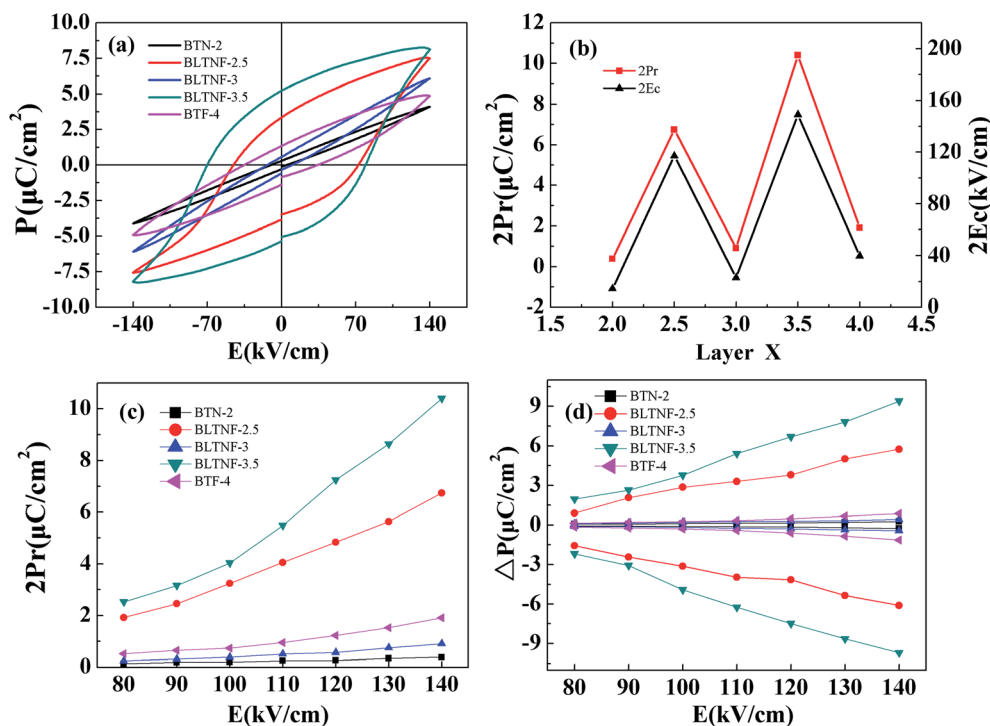 (a)
BTN-2
BLTNF-2.5
BLTNF-3
BLTNF-3.5
BTF-4
P(μC/cm²)
10.0
7.5
5.0
2.5
0.0
-2.5
-5.0
-7.5
-10.0
-140 -70 0 70 140
E(kV/cm)
(b)
2Pr
2Ec
2Pr(μC/cm²)
12
10
8
6
4
2
0
-2
2Ec(kV/cm)
200
160
120
80
40
0
1.5 2.0 2.5 3.0 3.5 4.0 4.5
Layer X
(c)
BTN-2
BLTNF-2.5
BLTNF-3
BLTNF-3.5
BTF-4
2Pr(μC/cm²)
10
8
6
4
2
0
80 90 100 110 120 130 140
E(kV/cm)
(d)
BTN-2
BLTNF-2.5
BLTNF-3
BLTNF-3.5
BTF-4
△P(μC/cm²)
9
6
3
0
-3
-6
-9
80 90 100 110 120 130 140
E(kV/cm)